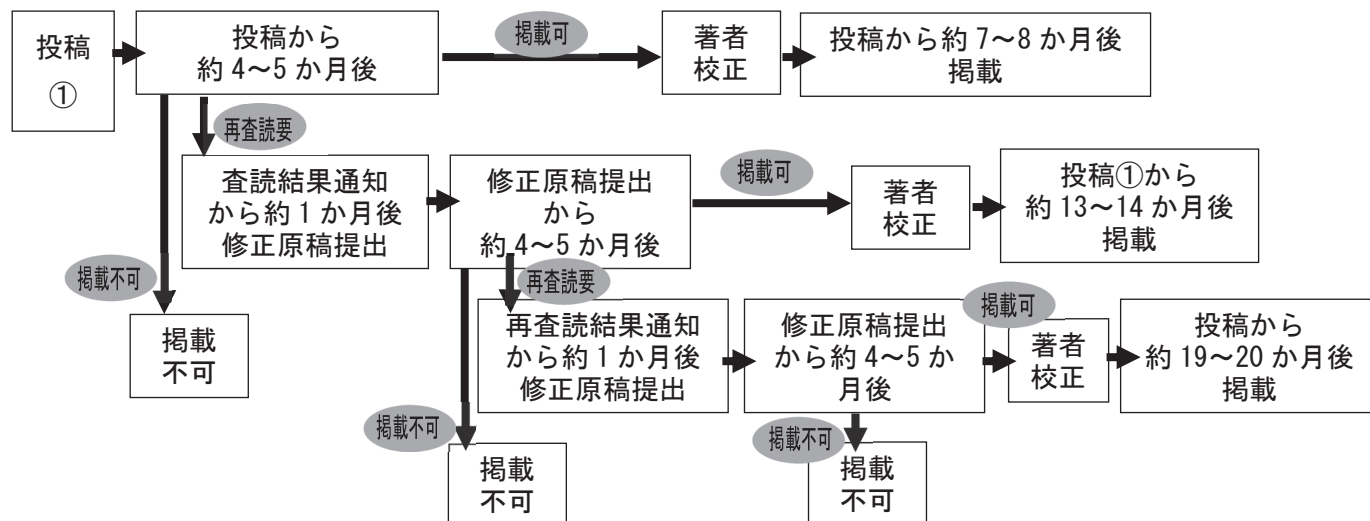 投稿
①
投稿から
約 4～5 か月後
掲載可
著者
校正
投稿から約 7～8 か月後
掲載
再査読要
査読結果通知
から約 1 か月後
修正原稿提出
修正原稿提出
から
約 4～5 か月後
掲載可
著者
校正
投稿①から
約 13～14 か月後
掲載
掲載不可
掲載
不可
再査読要
再査読結果通知
から約 1 か月後
修正原稿提出
修正原稿提出
から約 4～5 か
月後
掲載可
著者
校正
投稿から
約 19～20 か月後
掲載
掲載不可
掲載
不可
掲載不可
掲載
不可